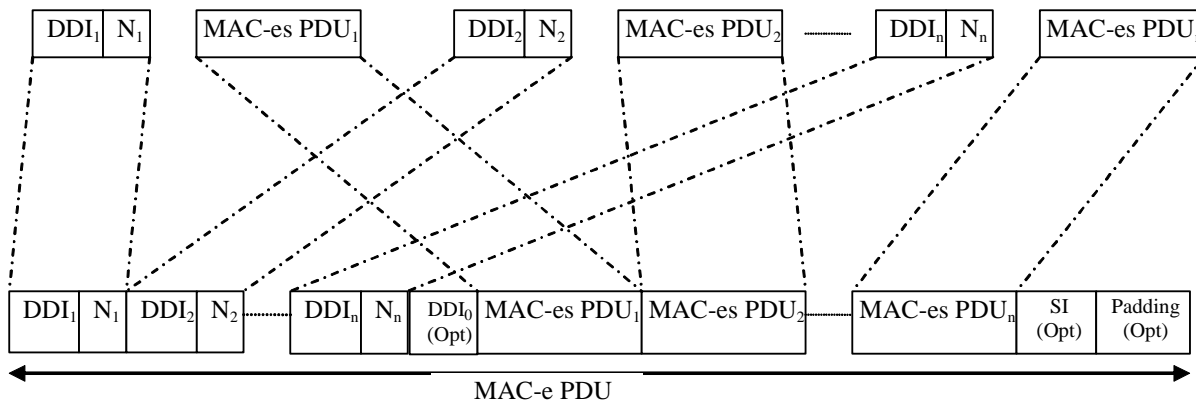 DDI₁ N₁ MAC-es PDU₁ DDI₂ N₂ MAC-es PDU₂ DDIₙ Nₙ MAC-es PDU
DDI₁ N₁ DDI₂ N₂ DDIₙ Nₙ DDI₀ (Opt) MAC-es PDU₁ MAC-es PDU₂ MAC-es PDUₙ SI (Opt) Padding (Opt)
MAC-e PDU